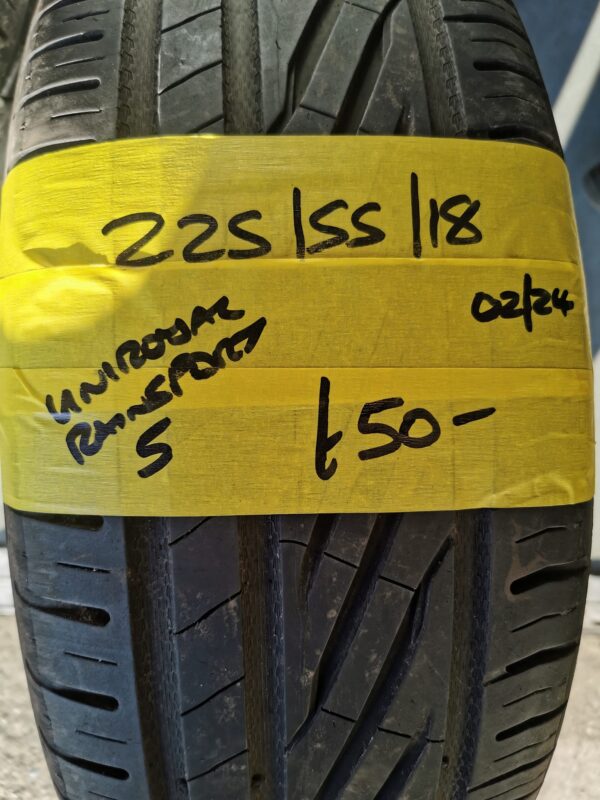 225/55/18
02/24
UNIROYAL
RAINSPORT
5
£50-